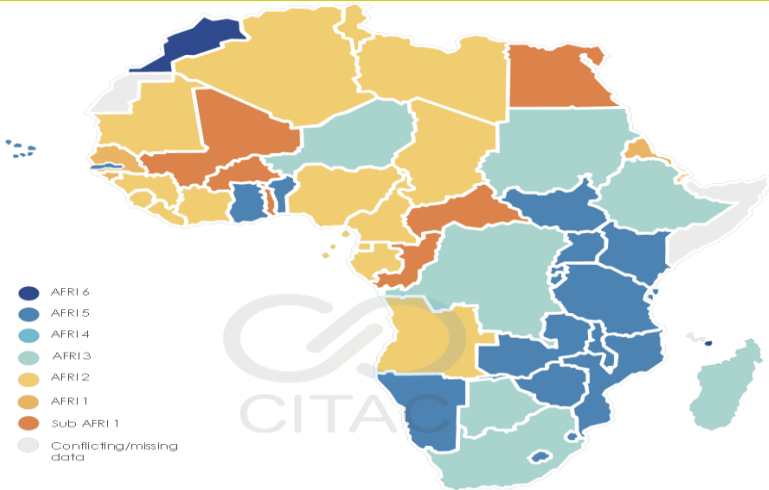 AFRI 6
AFRI 5
AFRI 4
AFRI 3
AFRI 2
AFRI 1
Sub AFRI 1
Conflicting/missing
data
CITAC